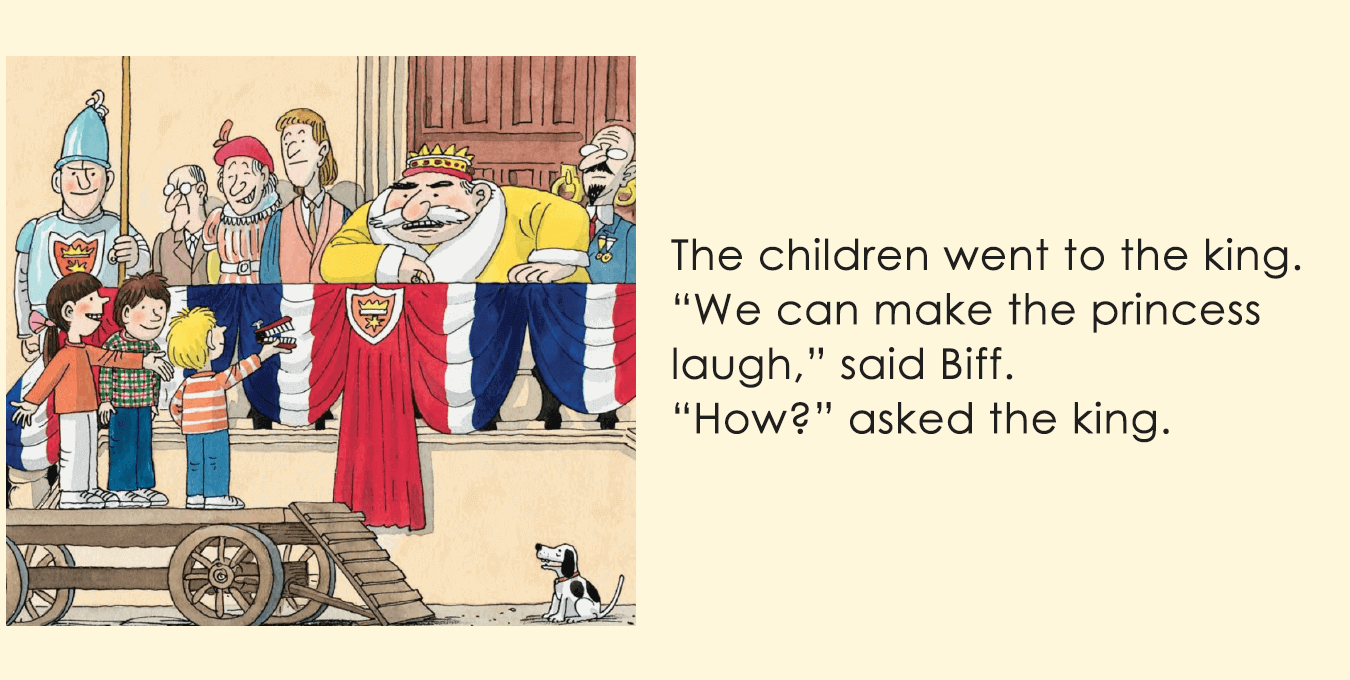 The children went to the king.
“We can make the princess
laugh,” said Biff.
“How?” asked the king.